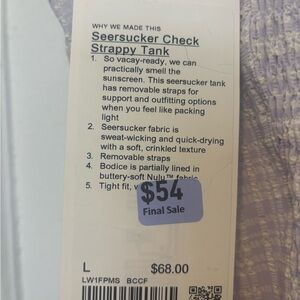 WHY WE MADE THIS
Seersucker Check
Strappy Tank
1. So vacay-ready, we can
practically smell the
sunscreen. This seersucker tank
has removable straps for
support and outfitting options
when you feel like packing
light
2. Seersucker fabric is
sweat-wicking and quick-drying
with a soft, crinkled texture
3. Removable straps
4. Bodice is partially lined in
buttery-soft Nulu™ fabric
5. Tight fit,
$54
Final Sale
L $68.00
LW1FPMS BCCF